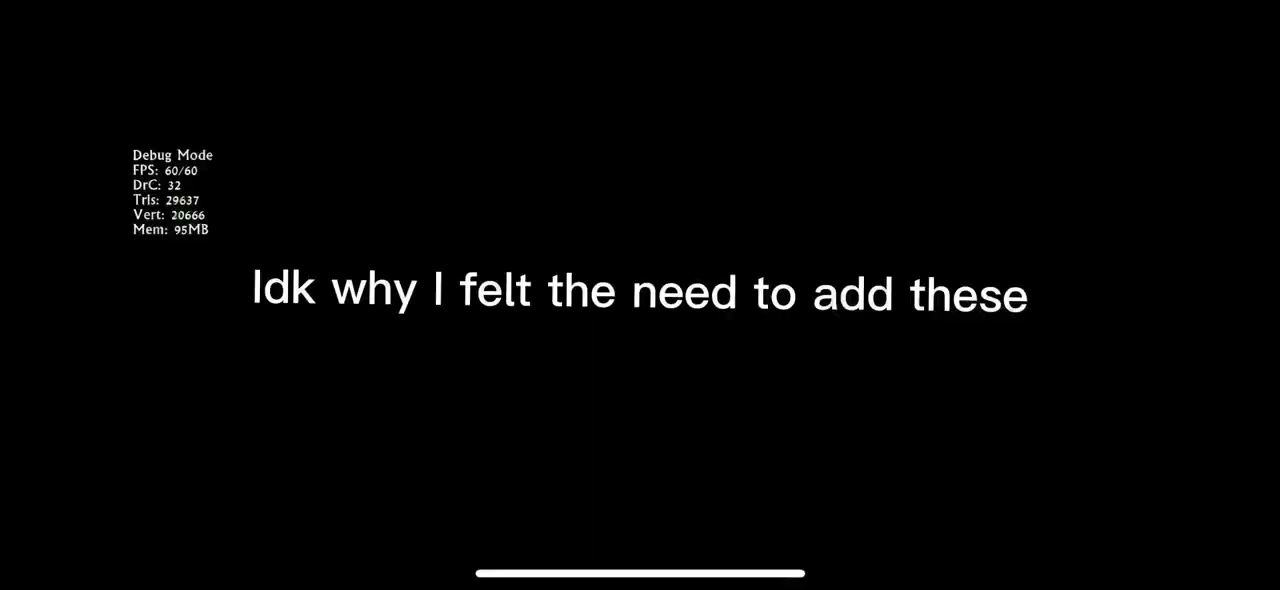 Debug Mode
FPS: 60/60
DrC: 32
Tris: 29637
Vert: 20666
Mem: 95MB
Idk why I felt the need to add these